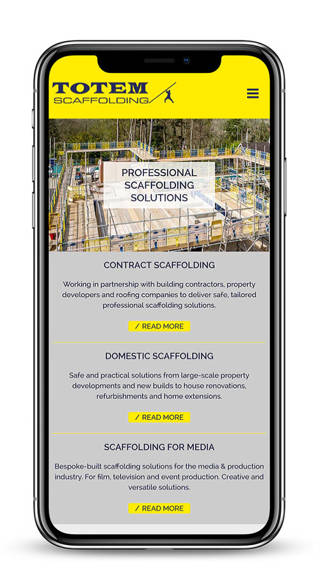 TOTEM
SCAFFOLDING
PROFESSIONAL
SCAFFOLDING
SOLUTIONS
CONTRACT SCAFFOLDING
Working in partnership with building contractors, property
developers and roofing companies to deliver safe, tailored
professional scaffolding solutions.
/ READ MORE
DOMESTIC SCAFFOLDING
Safe and practical solutions from large-scale property
developments and new builds to house renovations,
refurbishments and home extensions.
/ READ MORE
SCAFFOLDING FOR MEDIA
Bespoke-built scaffolding solutions for the media & production
industry. For film, television and event production. Creative and
versatile solutions.
/ READ MORE